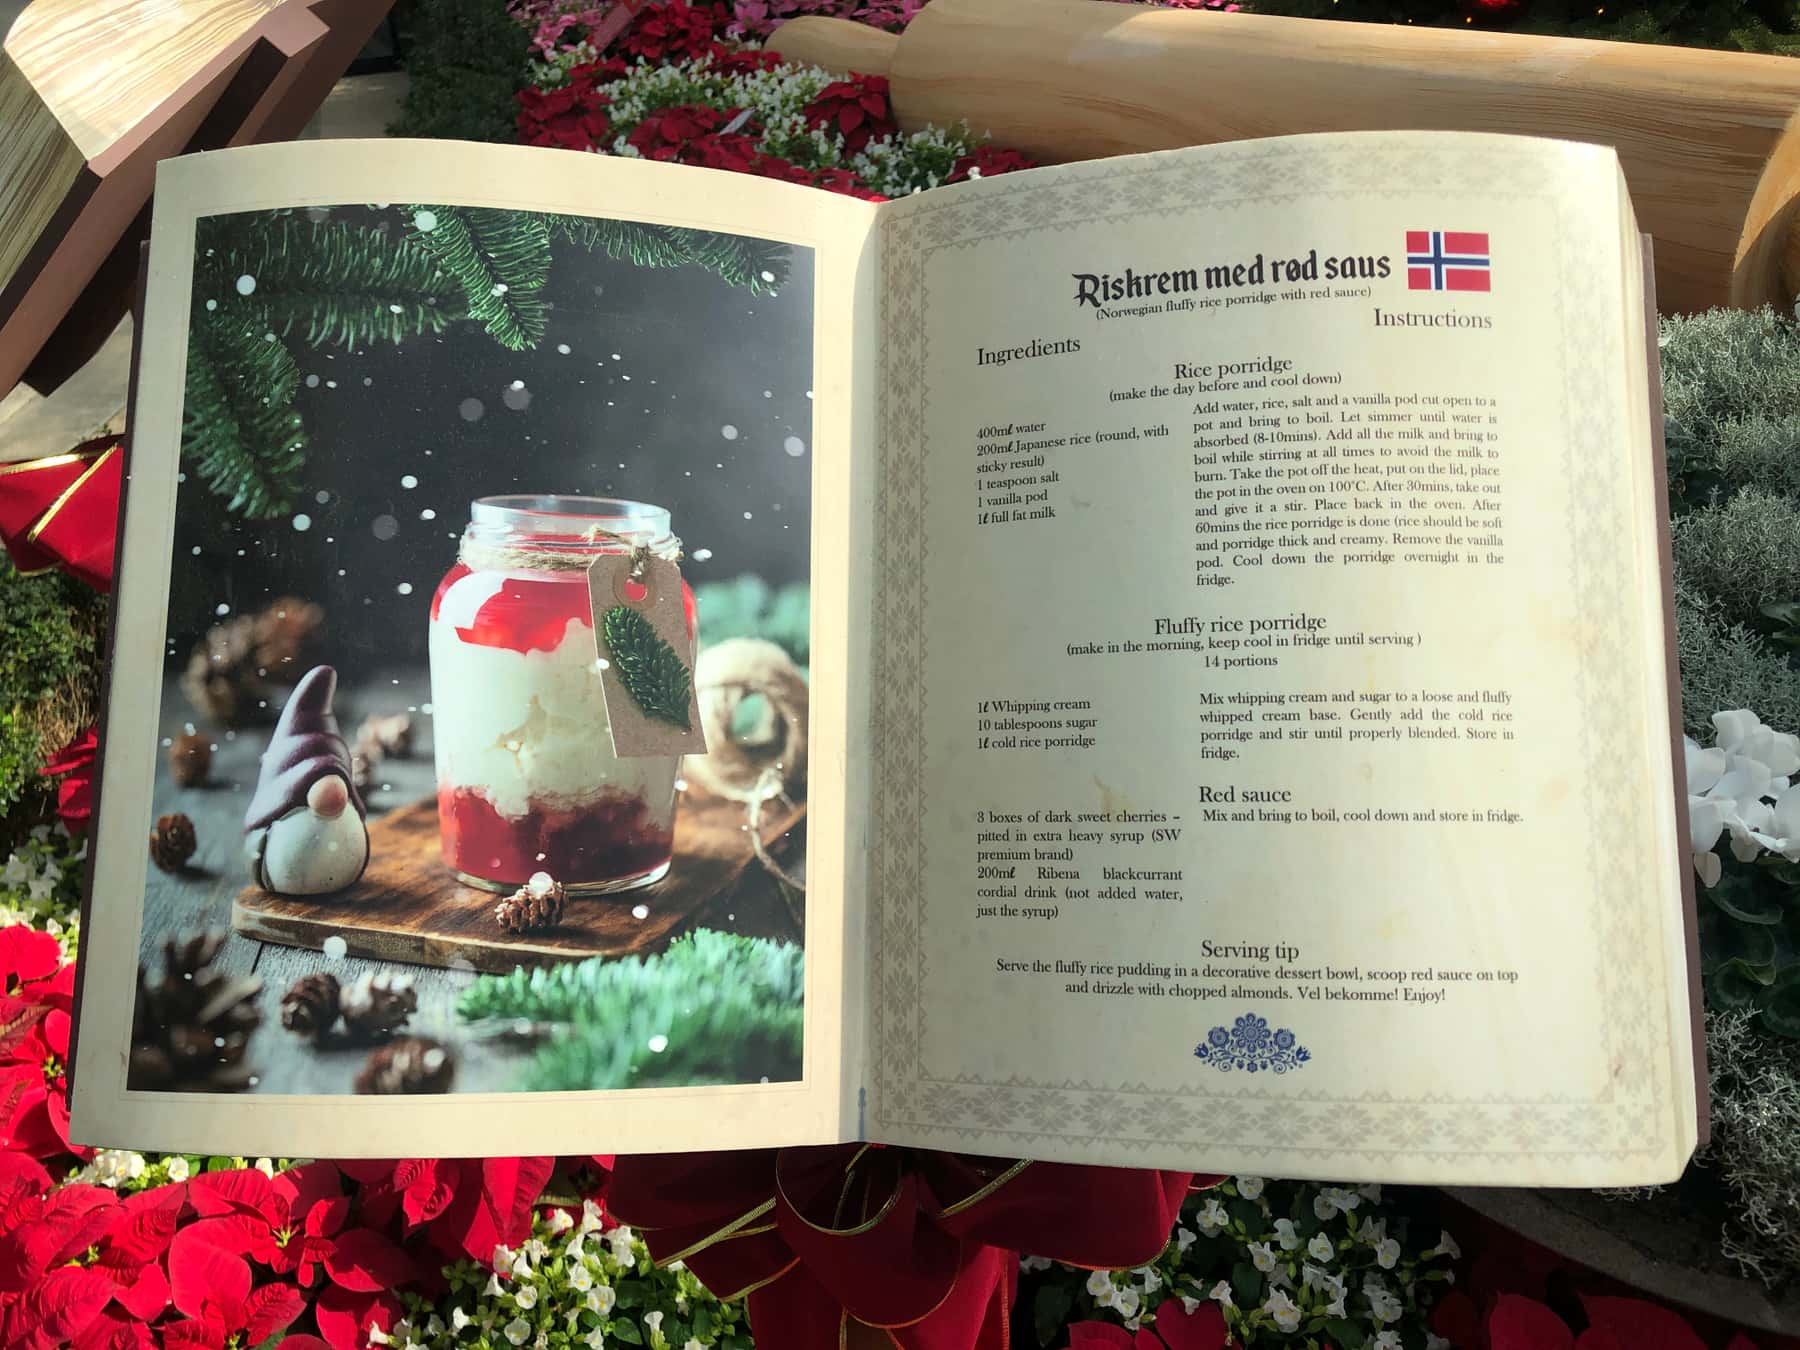 Riskrem med rød saus
(Norwegian fluffy rice porridge with red sauce)
Ingredients
Instructions
Rice porridge
(make the day before and cool down)
400mℓ water
200mℓ Japanese rice (round, with
sticky result)
1 teaspoon salt
1 vanilla pod
1ℓ full fat milk
Add water, rice, salt and a vanilla pod cut open to a
pot and bring to boil. Let simmer until water is
absorbed (8-10mins). Add all the milk and bring to
boil while stirring at all times to avoid the milk to
burn. Take the pot off the heat, put on the lid, place
the pot in the oven on 100°C. After 30mins, take out
and give it a stir. Place back in the oven. After
60mins the rice porridge is done (rice should be soft
and porridge thick and creamy. Remove the vanilla
pod. Cool down the porridge overnight in the
fridge.
Fluffy rice porridge
(make in the morning, keep cool in fridge until serving )
14 portions
1ℓ Whipping cream
10 tablespoons sugar
1ℓ cold rice porridge
Mix whipping cream and sugar to a loose and fluffy
whipped cream base. Gently add the cold rice
porridge and stir until properly blended. Store in
fridge.
Red sauce
3 boxes of dark sweet cherries –
pitted in extra heavy syrup (SW
premium brand)
200mℓ Ribena blackcurrant
cordial drink (not added water,
just the syrup)
Mix and bring to boil, cool down and store in fridge.
Serving tip
Serve the fluffy rice pudding in a decorative dessert bowl, scoop red sauce on top
and drizzle with chopped almonds. Vel bekomme! Enjoy!